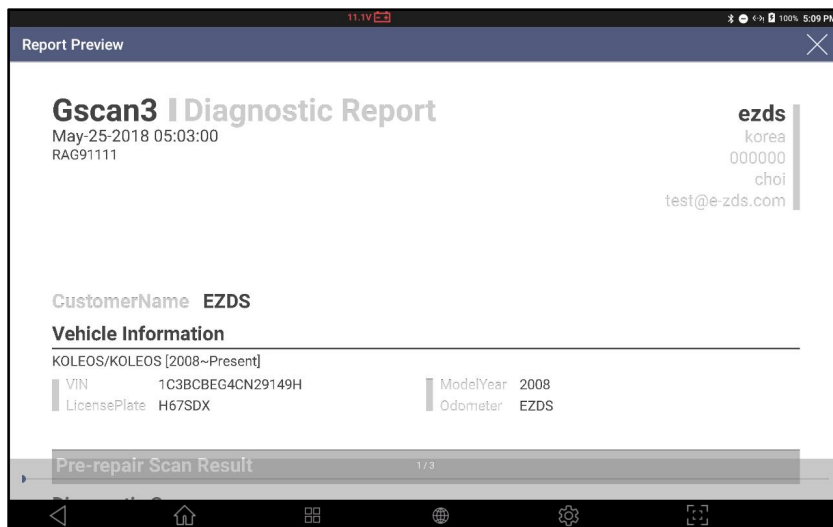 11.1V
100% 5:09 PM
Report Preview
Gscan3 Diagnostic Report
May-25-2018 05:03:00
RAG91111
ezds
korea
000000
choi
test@e-zds.com
CustomerName EZDS
Vehicle Information
KOLEOS/KOLEOS [2008~Present]
VIN 1C3BCBEG4CN29149H ModelYear 2008
LicensePlate H67SDX Odometer EZDS
Pre-repair Scan Result
1/3